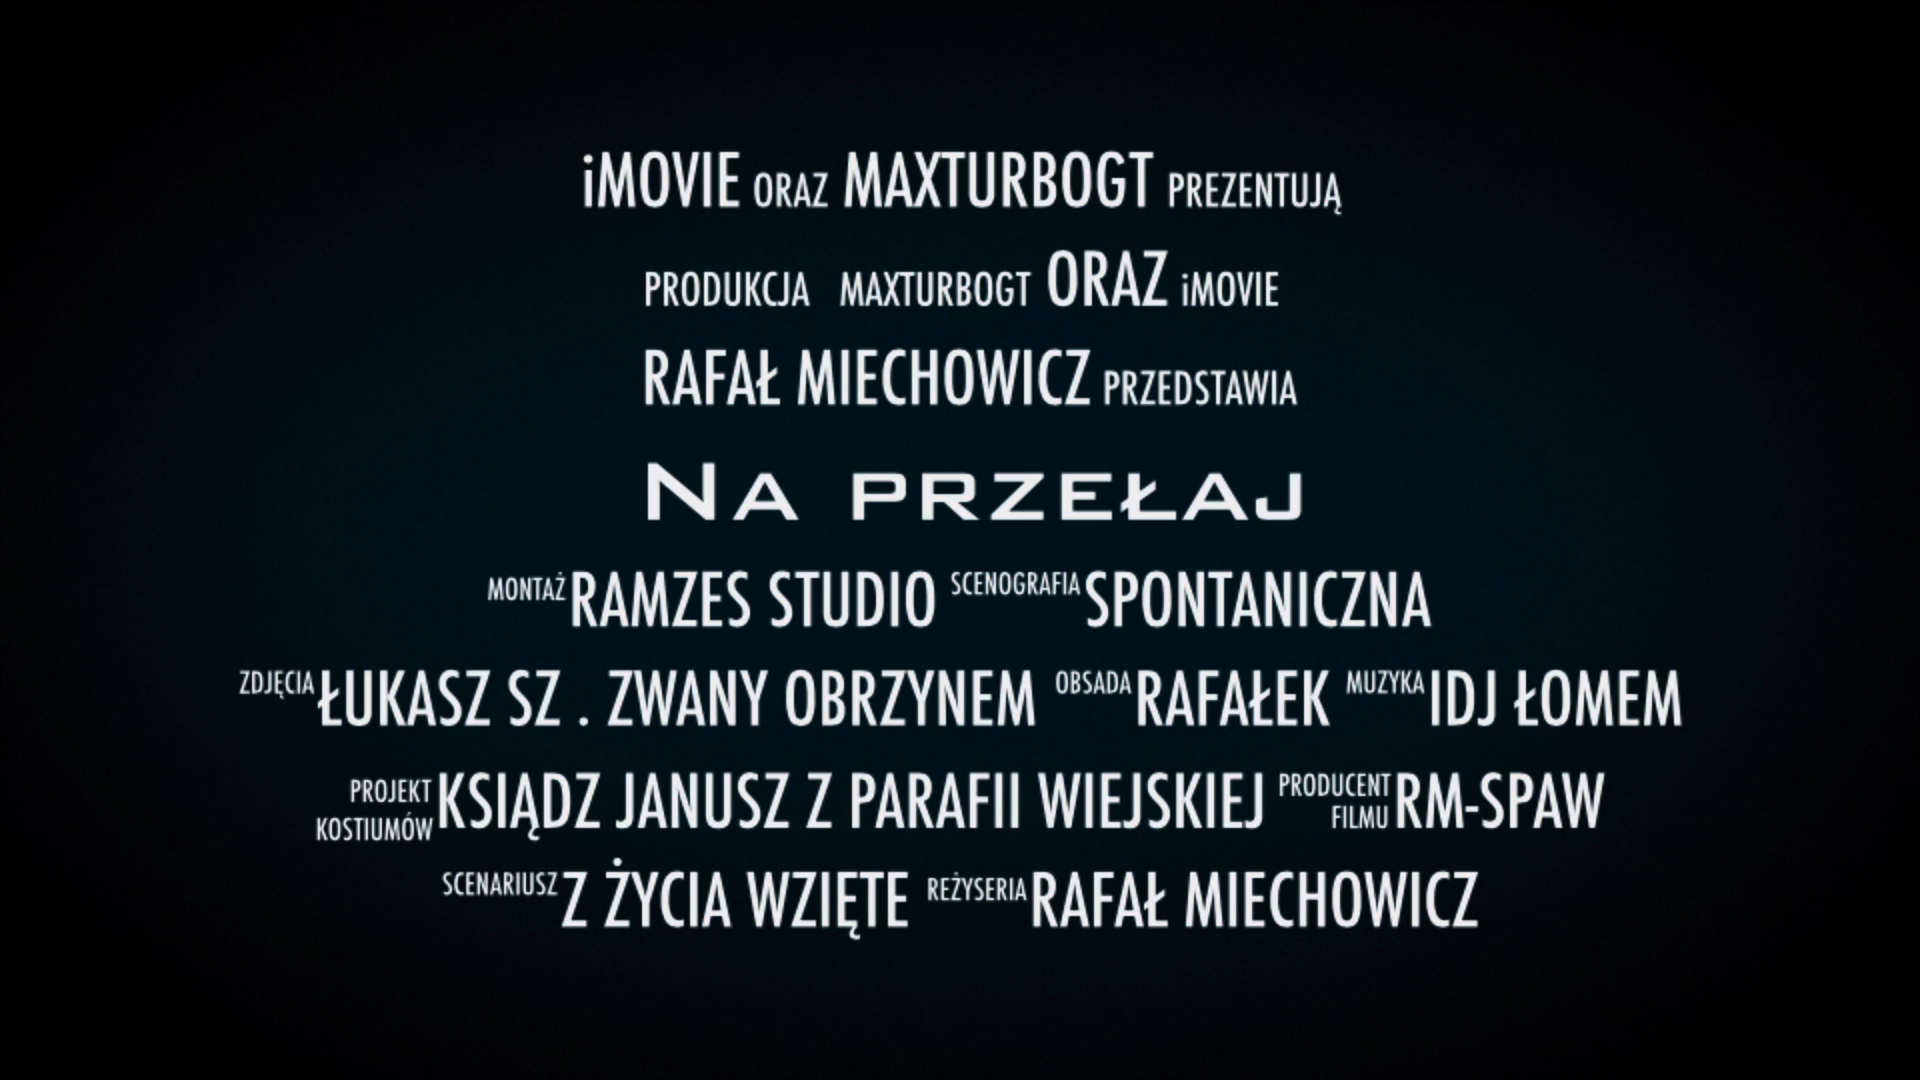 iMOVIE ORAZ MAXTURBOGT PREZENTUJĄ
PRODUKCJA MAXTURBOGT ORAZ iMOVIE
RAFAŁ MIECHOWICZ PRZEDSTAWIA
NA PRZEŁAJ
MONTAŻ RAMZES STUDIO SCENOGRAFIA SPONTANICZNA
ZDJĘCIA ŁUKASZ SZ . ZWANY OBRZYNEM OBSADA RAFAŁEK MUZYKA IDJ ŁOMEM
PROJEKT KOSTIUMÓW KSIĄDZ JANUSZ Z PARAFII WIEJSKIEJ PRODUCENT FILMU RM-SPAW
SCENARIUSZ Z ŻYCIA WZIĘTE REŻYSERIA RAFAŁ MIECHOWICZ